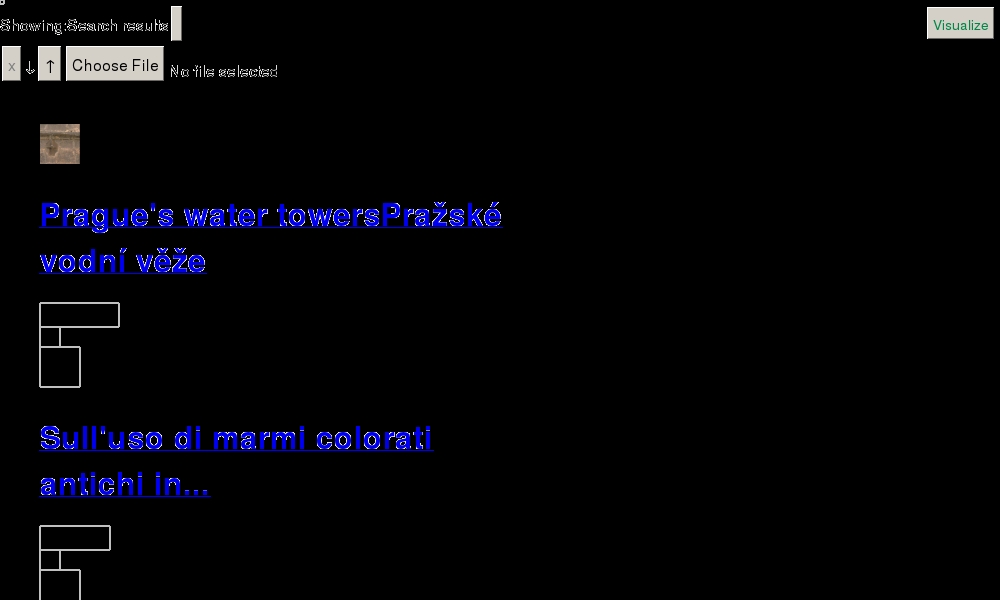 Showing:Search results
Visualize
x ↓ ↑ Choose File No file selected
Prague's water towersPražské
vodní věže
Sull'uso di marmi colorati
antichi in...